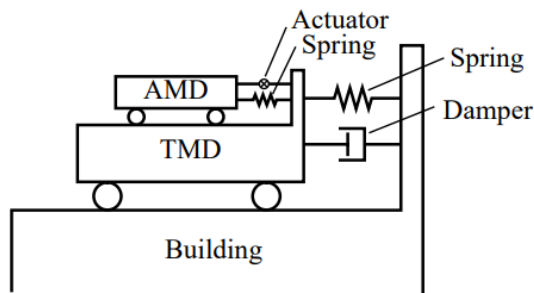 Actuator
Spring
Spring
AMD
Damper
TMD
Building